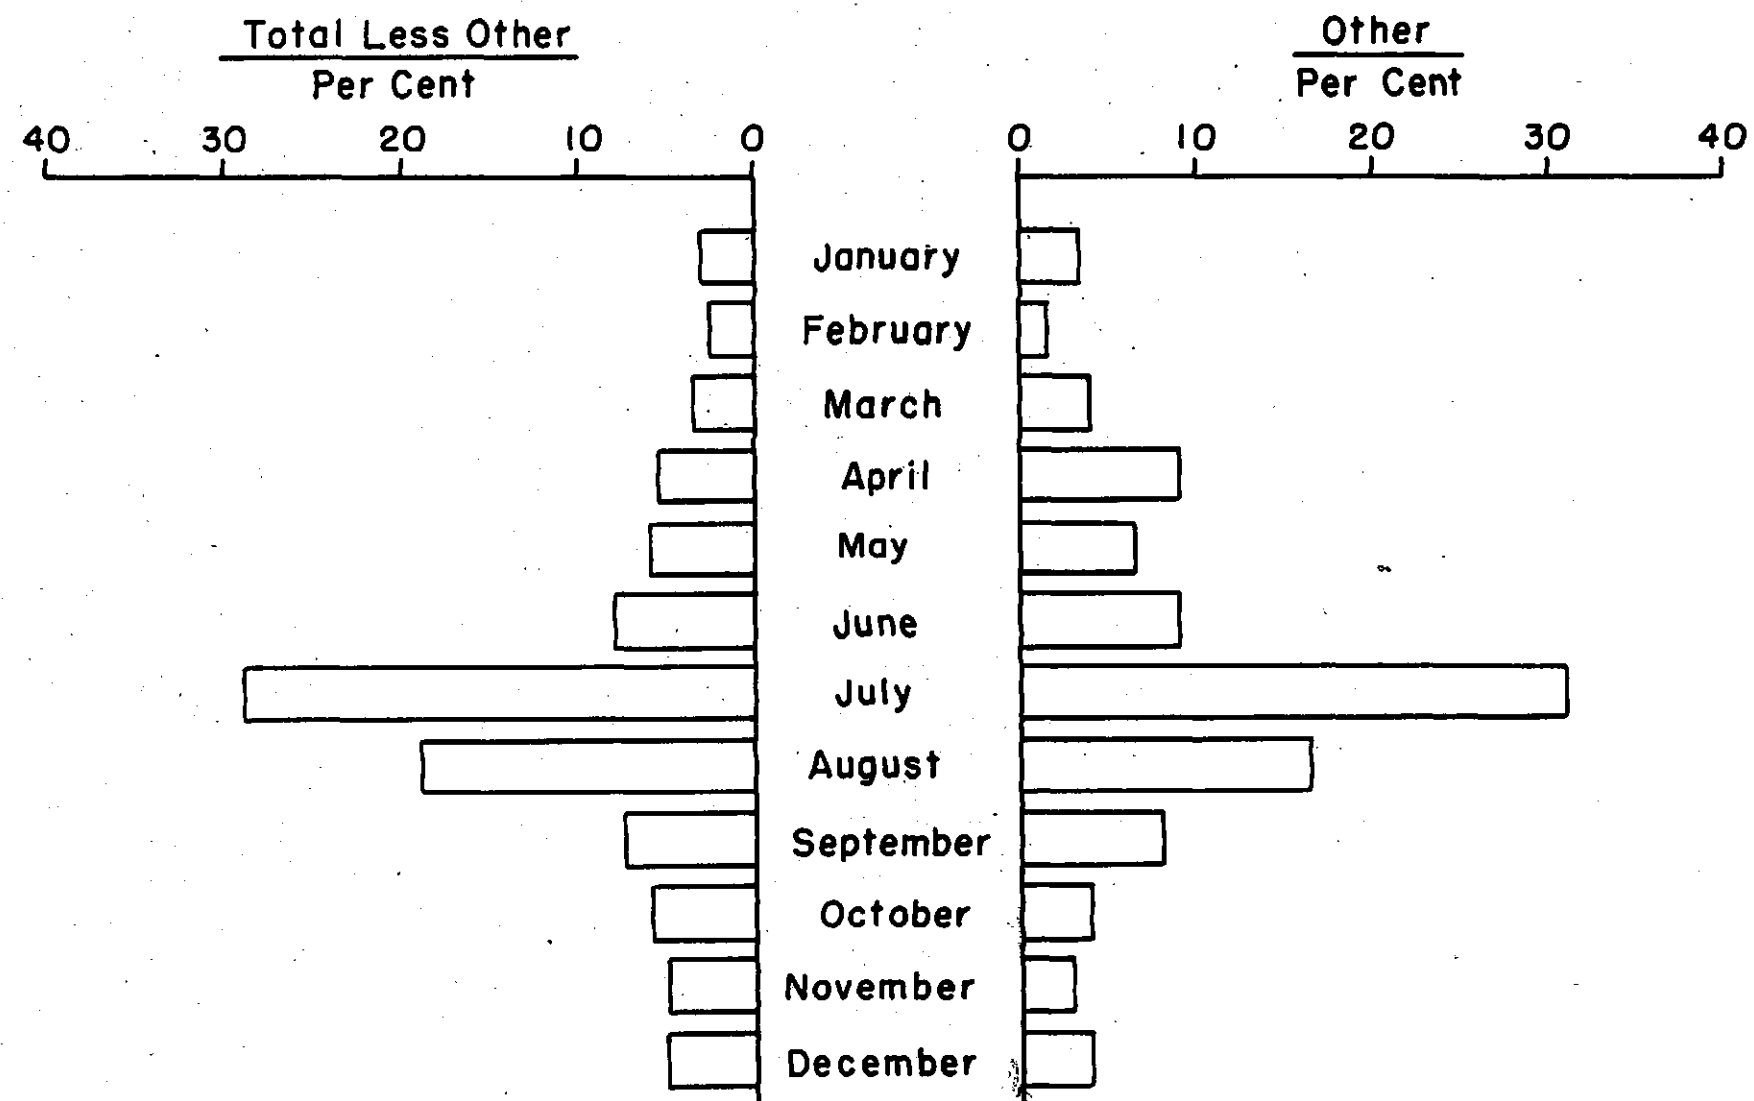 Total Less Other
Per Cent
40 30 20 10 0
Other
Per Cent
0 10 20 30 40
January
February
March
April
May
June
July
August
September
October
November
December